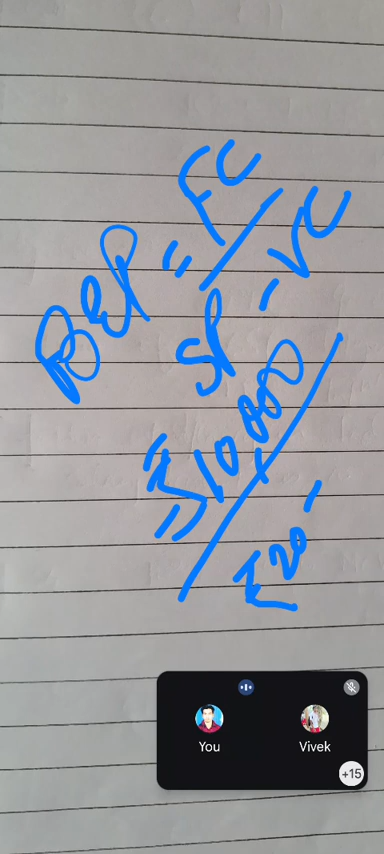 BEP = FC
SP - VC
= ₹10,000
₹20 -
You
Vivek
+15